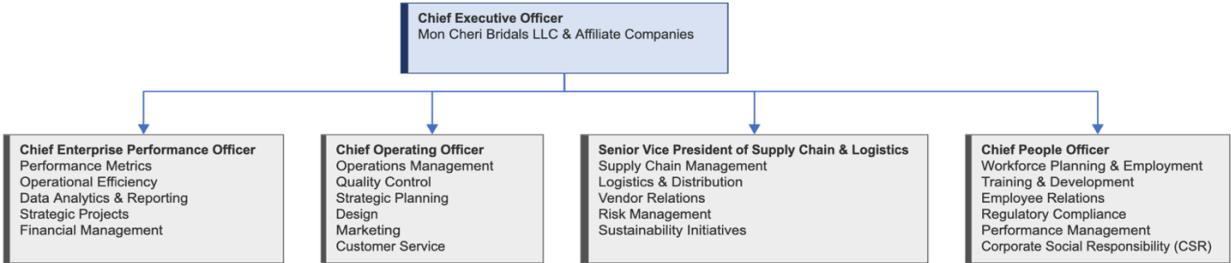 Chief Executive Officer
Mon Cheri Bridals LLC & Affiliate Companies
Chief Enterprise Performance Officer
Performance Metrics
Operational Efficiency
Data Analytics & Reporting
Strategic Projects
Financial Management
Chief Operating Officer
Operations Management
Quality Control
Strategic Planning
Design
Marketing
Customer Service
Senior Vice President of Supply Chain & Logistics
Supply Chain Management
Logistics & Distribution
Vendor Relations
Risk Management
Sustainability Initiatives
Chief People Officer
Workforce Planning & Employment
Training & Development
Employee Relations
Regulatory Compliance
Performance Management
Corporate Social Responsibility (CSR)